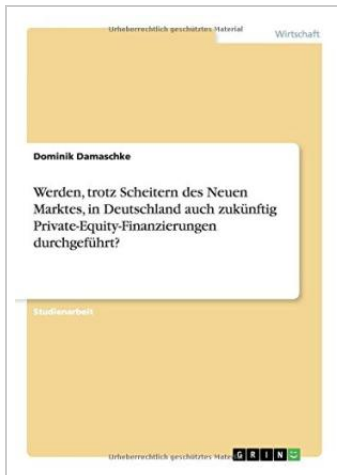 Urheberrechtlich geschütztes Material
Wirtschaft
Dominik Damaschke
Werden, trotz Scheitern des Neuen
Marktes, in Deutschland auch zukünftig
Private-Equity-Finanzierungen
durchgeführt?
Studienarbeit
Urheberrechtlich geschütztes Mater
GRIN